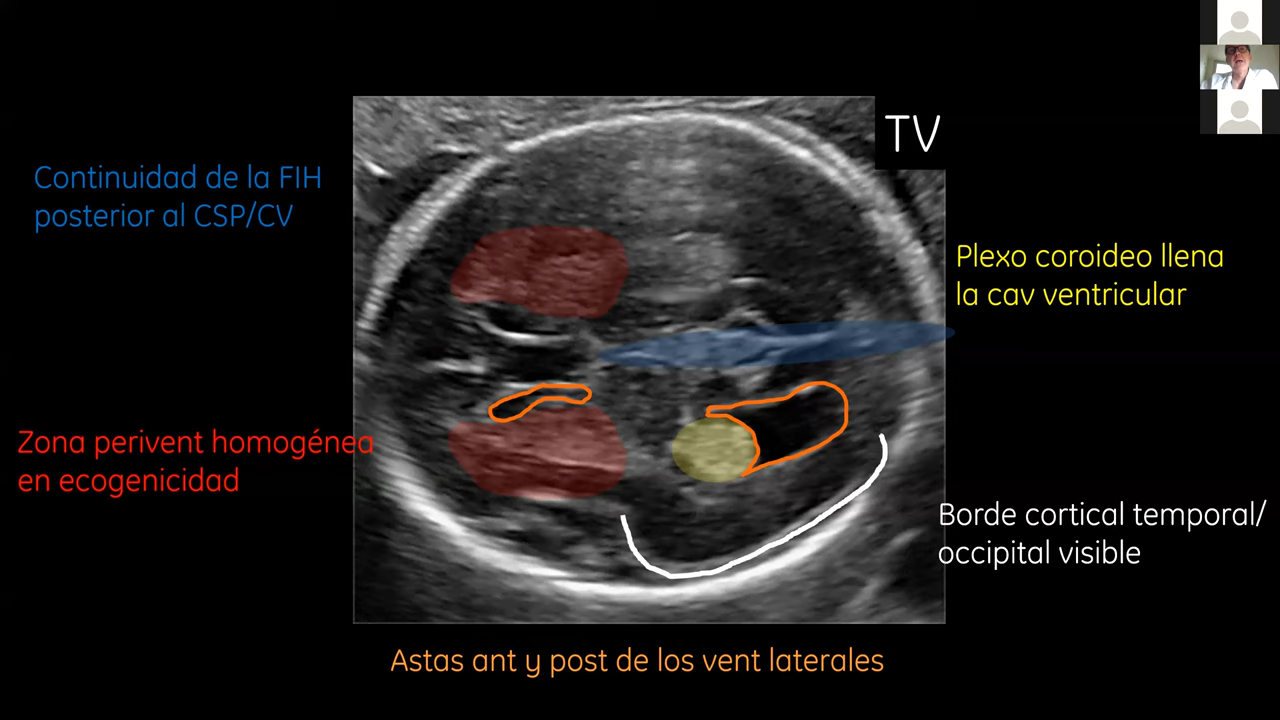 TV
Continuidad de la FIH
posterior al CSP/CV
Plexo coroideo llena
la cav ventricular
Zona perivent homogénea
en ecogenicidad
Borde cortical temporal/
occipital visible
Astas ant y post de los vent laterales